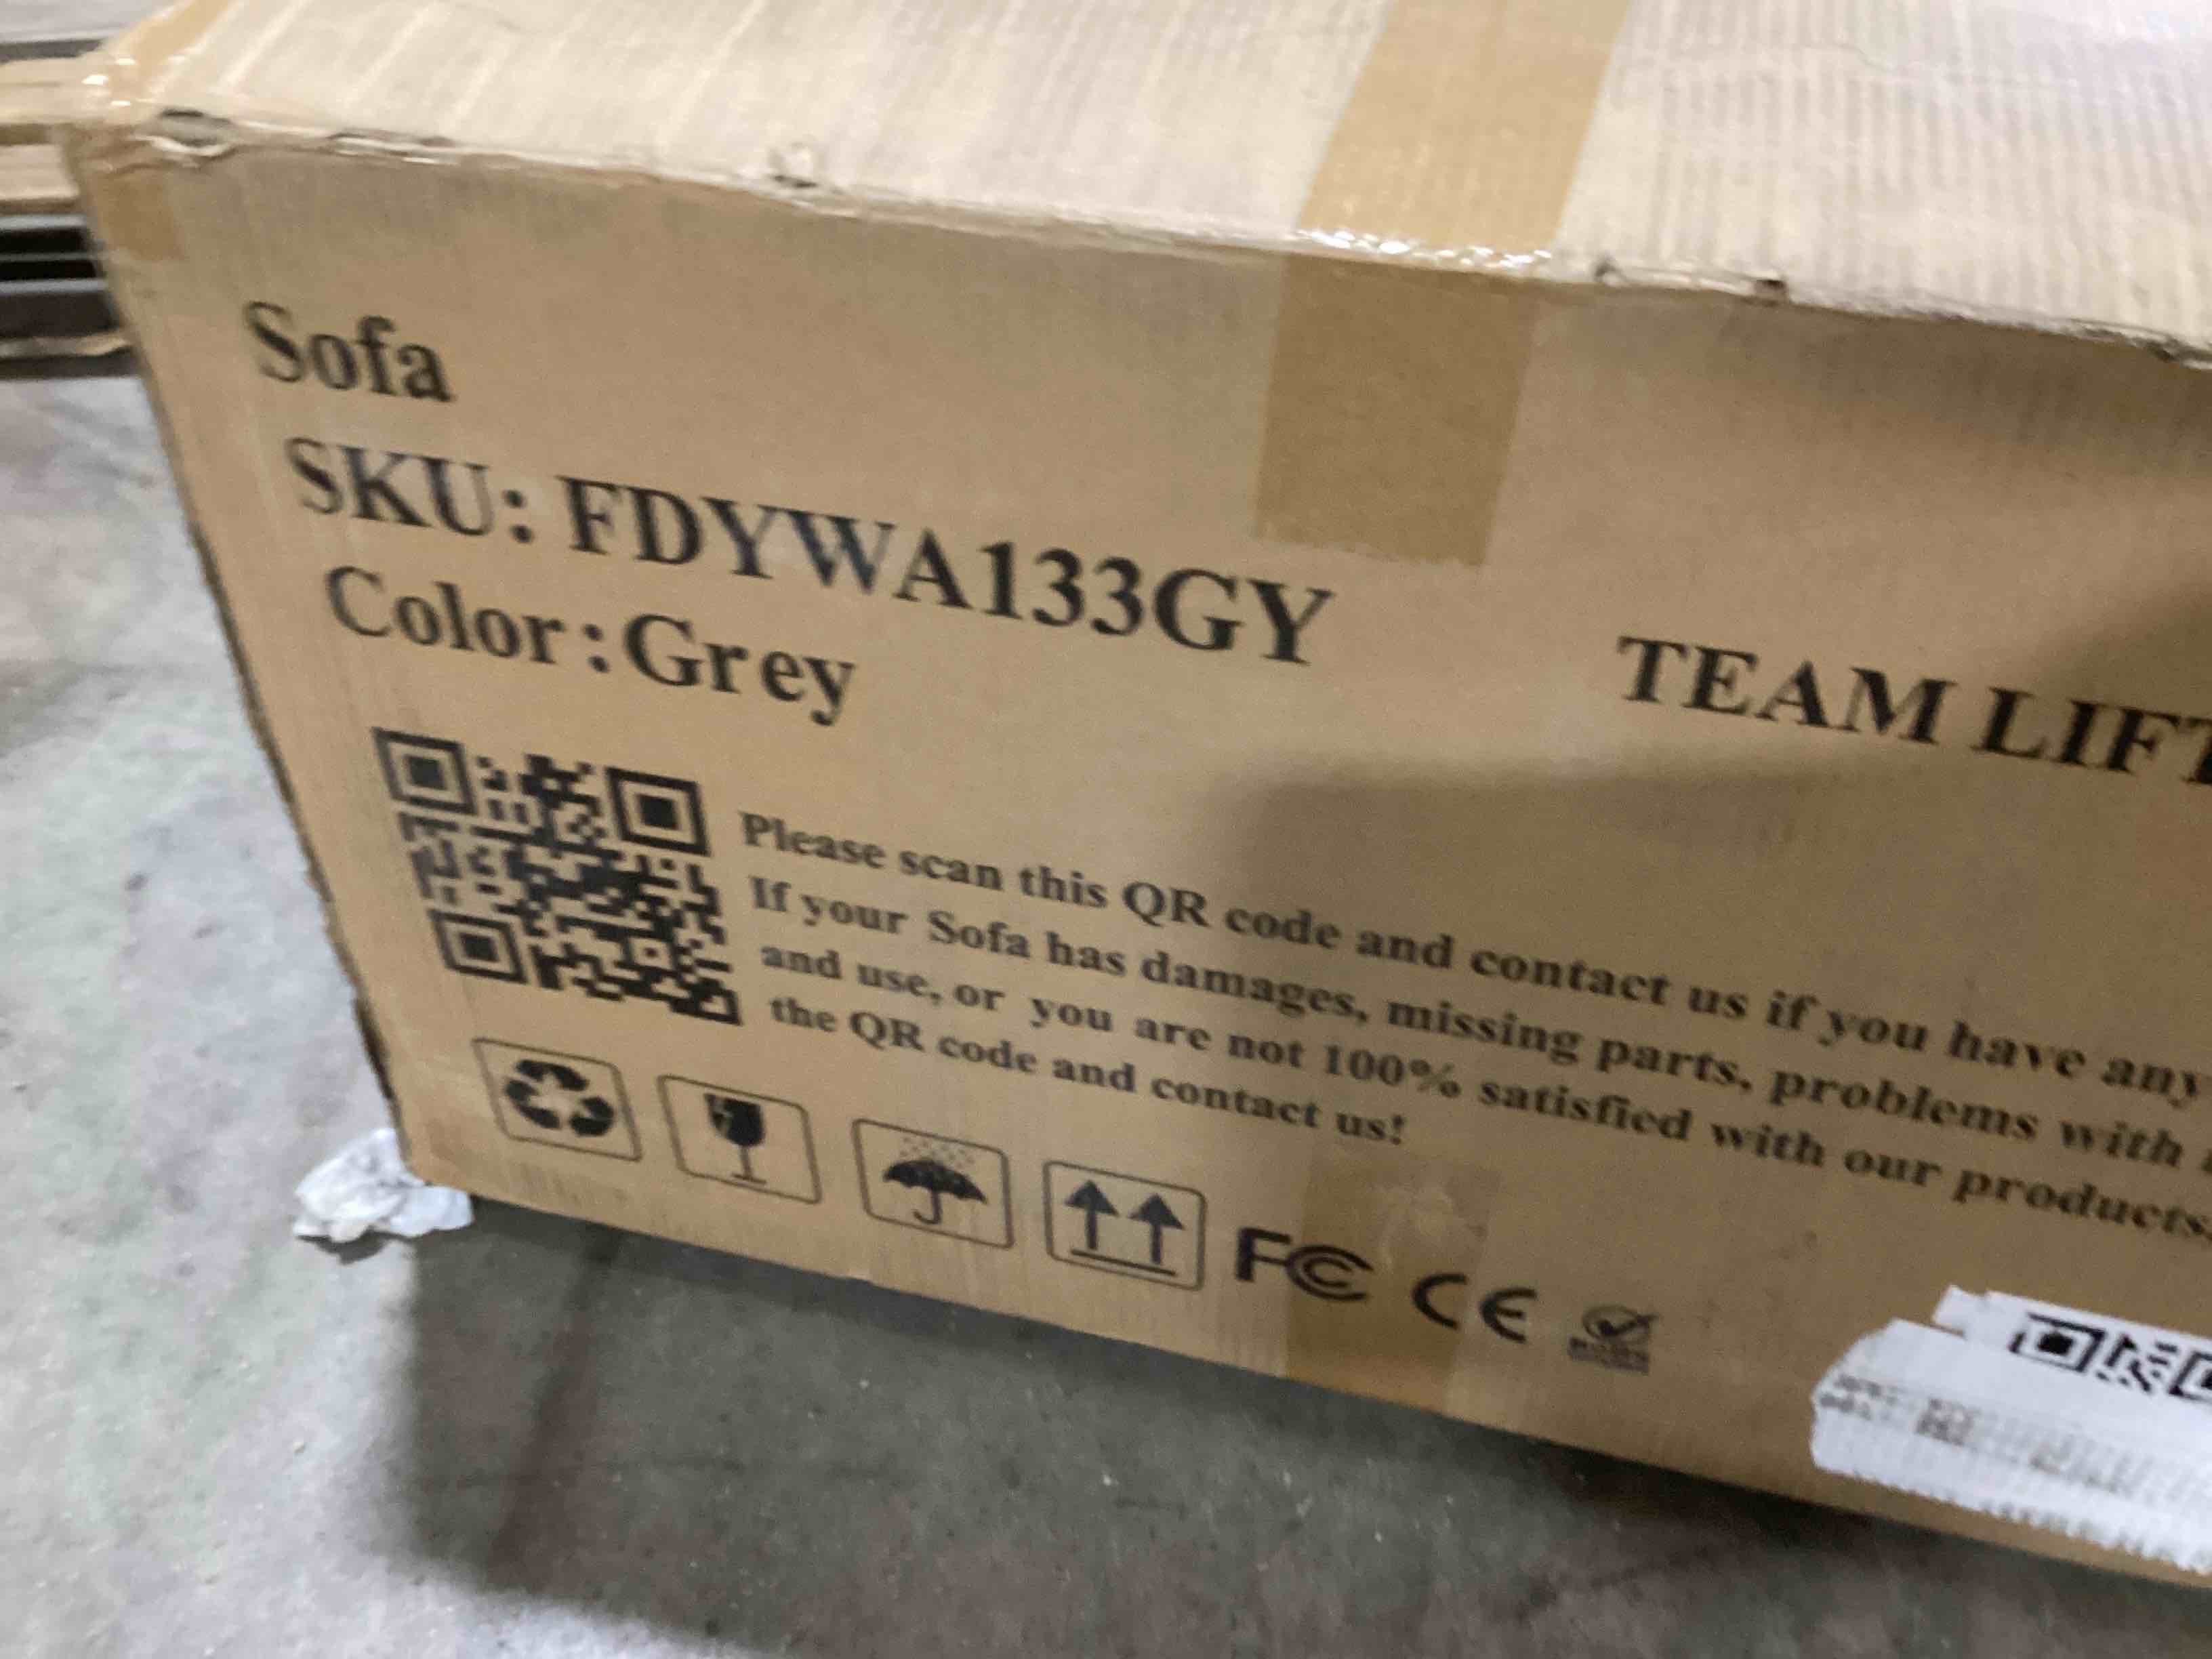 Sofa
SKU: FDYWA133GY
Color:Grey
TEAM LIFT
Please scan this QR code and contact us if you have any
If your Sofa has damages, missing parts, problems with
and use, or you are not 100% satisfied with our products.
the QR code and contact us!
FC CE